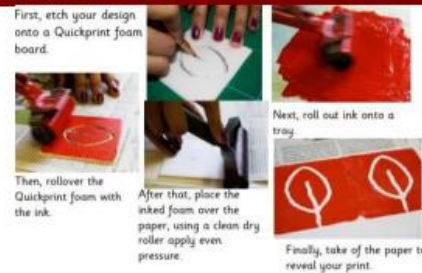 First, etch your design
onto a Quickprint foam
board.
Next, roll out ink onto a
tray.
Then, rollover the
Quickprint foam with
the ink.
After that, place the
inked foam over the
paper, using a clean dry
roller apply even
pressure.
Finally, take of the paper to
reveal your print.